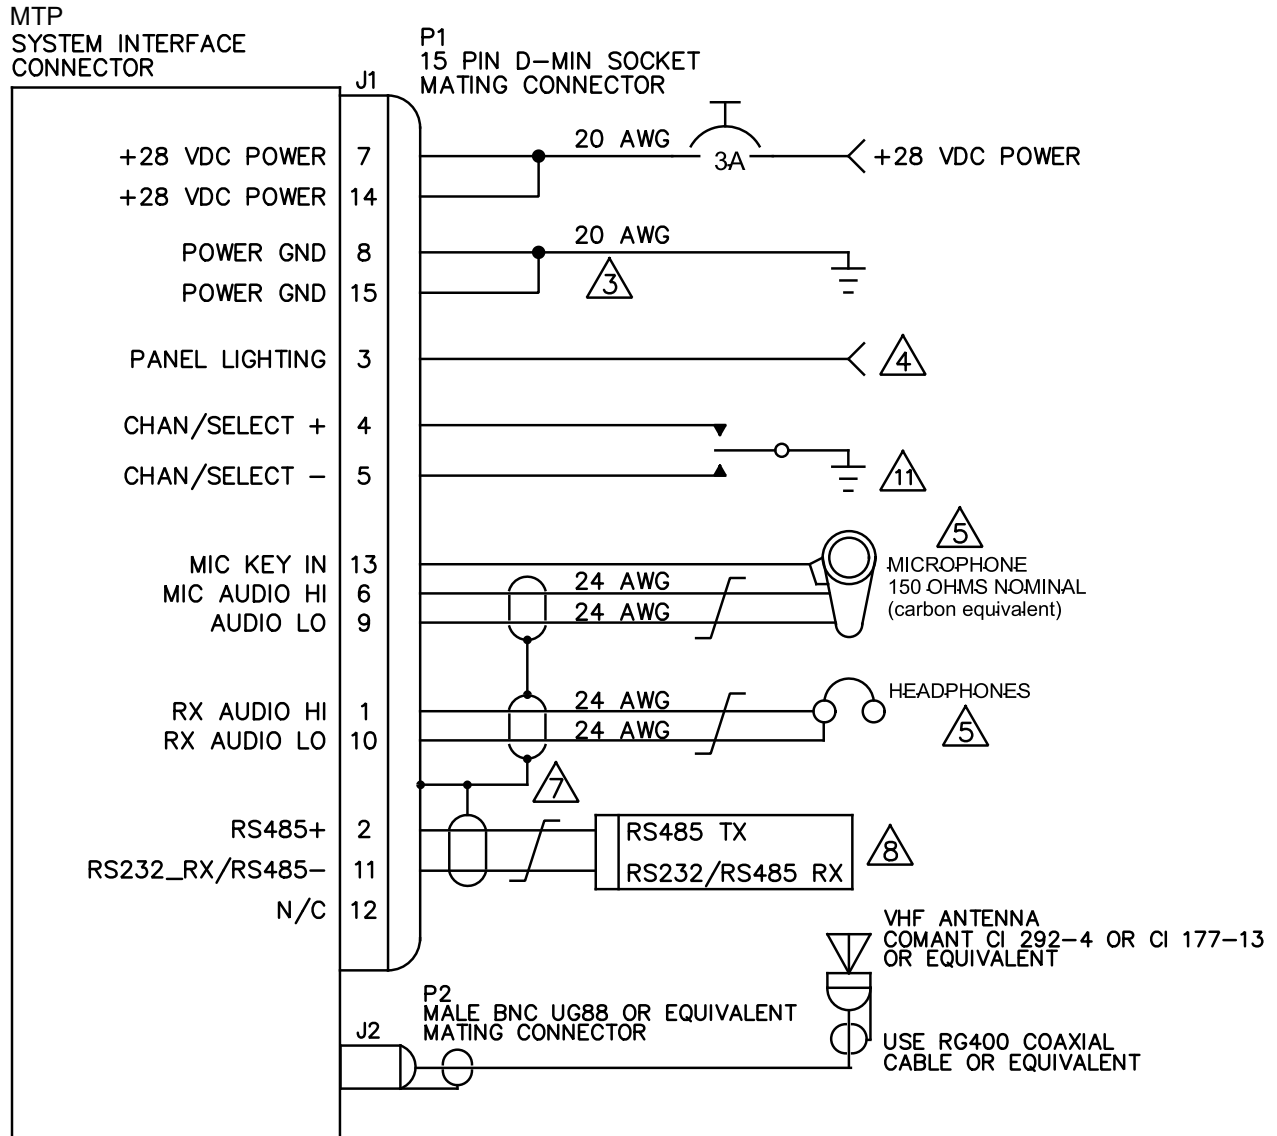 MTP
SYSTEM INTERFACE
CONNECTOR
J1
P1
15 PIN D-MIN SOCKET
MATING CONNECTOR
+28 VDC POWER 7
20 AWG
3A
+28 VDC POWER
+28 VDC POWER 14
POWER GND 8
20 AWG
3
POWER GND 15
PANEL LIGHTING 3
4
CHAN/SELECT + 4
CHAN/SELECT - 5
11
5
MIC KEY IN 13
MICROPHONE
150 OHMS NOMINAL
(carbon equivalent)
MIC AUDIO HI 6
24 AWG
AUDIO LO 9
24 AWG
HEADPHONES
5
RX AUDIO HI 1
24 AWG
RX AUDIO LO 10
24 AWG
7
RS485+ 2
RS485 TX
8
RS232_RX/RS485- 11
RS232/RS485 RX
N/C 12
VHF ANTENNA
COMANT CI 292-4 OR CI 177-13
OR EQUIVALENT
P2
MALE BNC UG88 OR EQUIVALENT
MATING CONNECTOR
J2
USE RG400 COAXIAL
CABLE OR EQUIVALENT